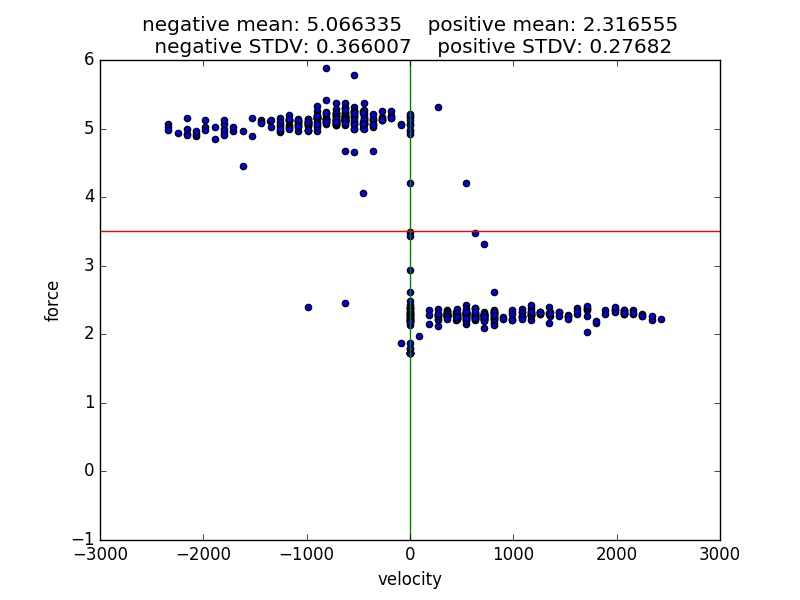 negative mean: 5.066335 positive mean: 2.316555
negative STDV: 0.366007 positive STDV: 0.27682
6
5
4
3
2
1
0
−1
force
−3000 −2000 −1000 0 1000 2000 3000
velocity